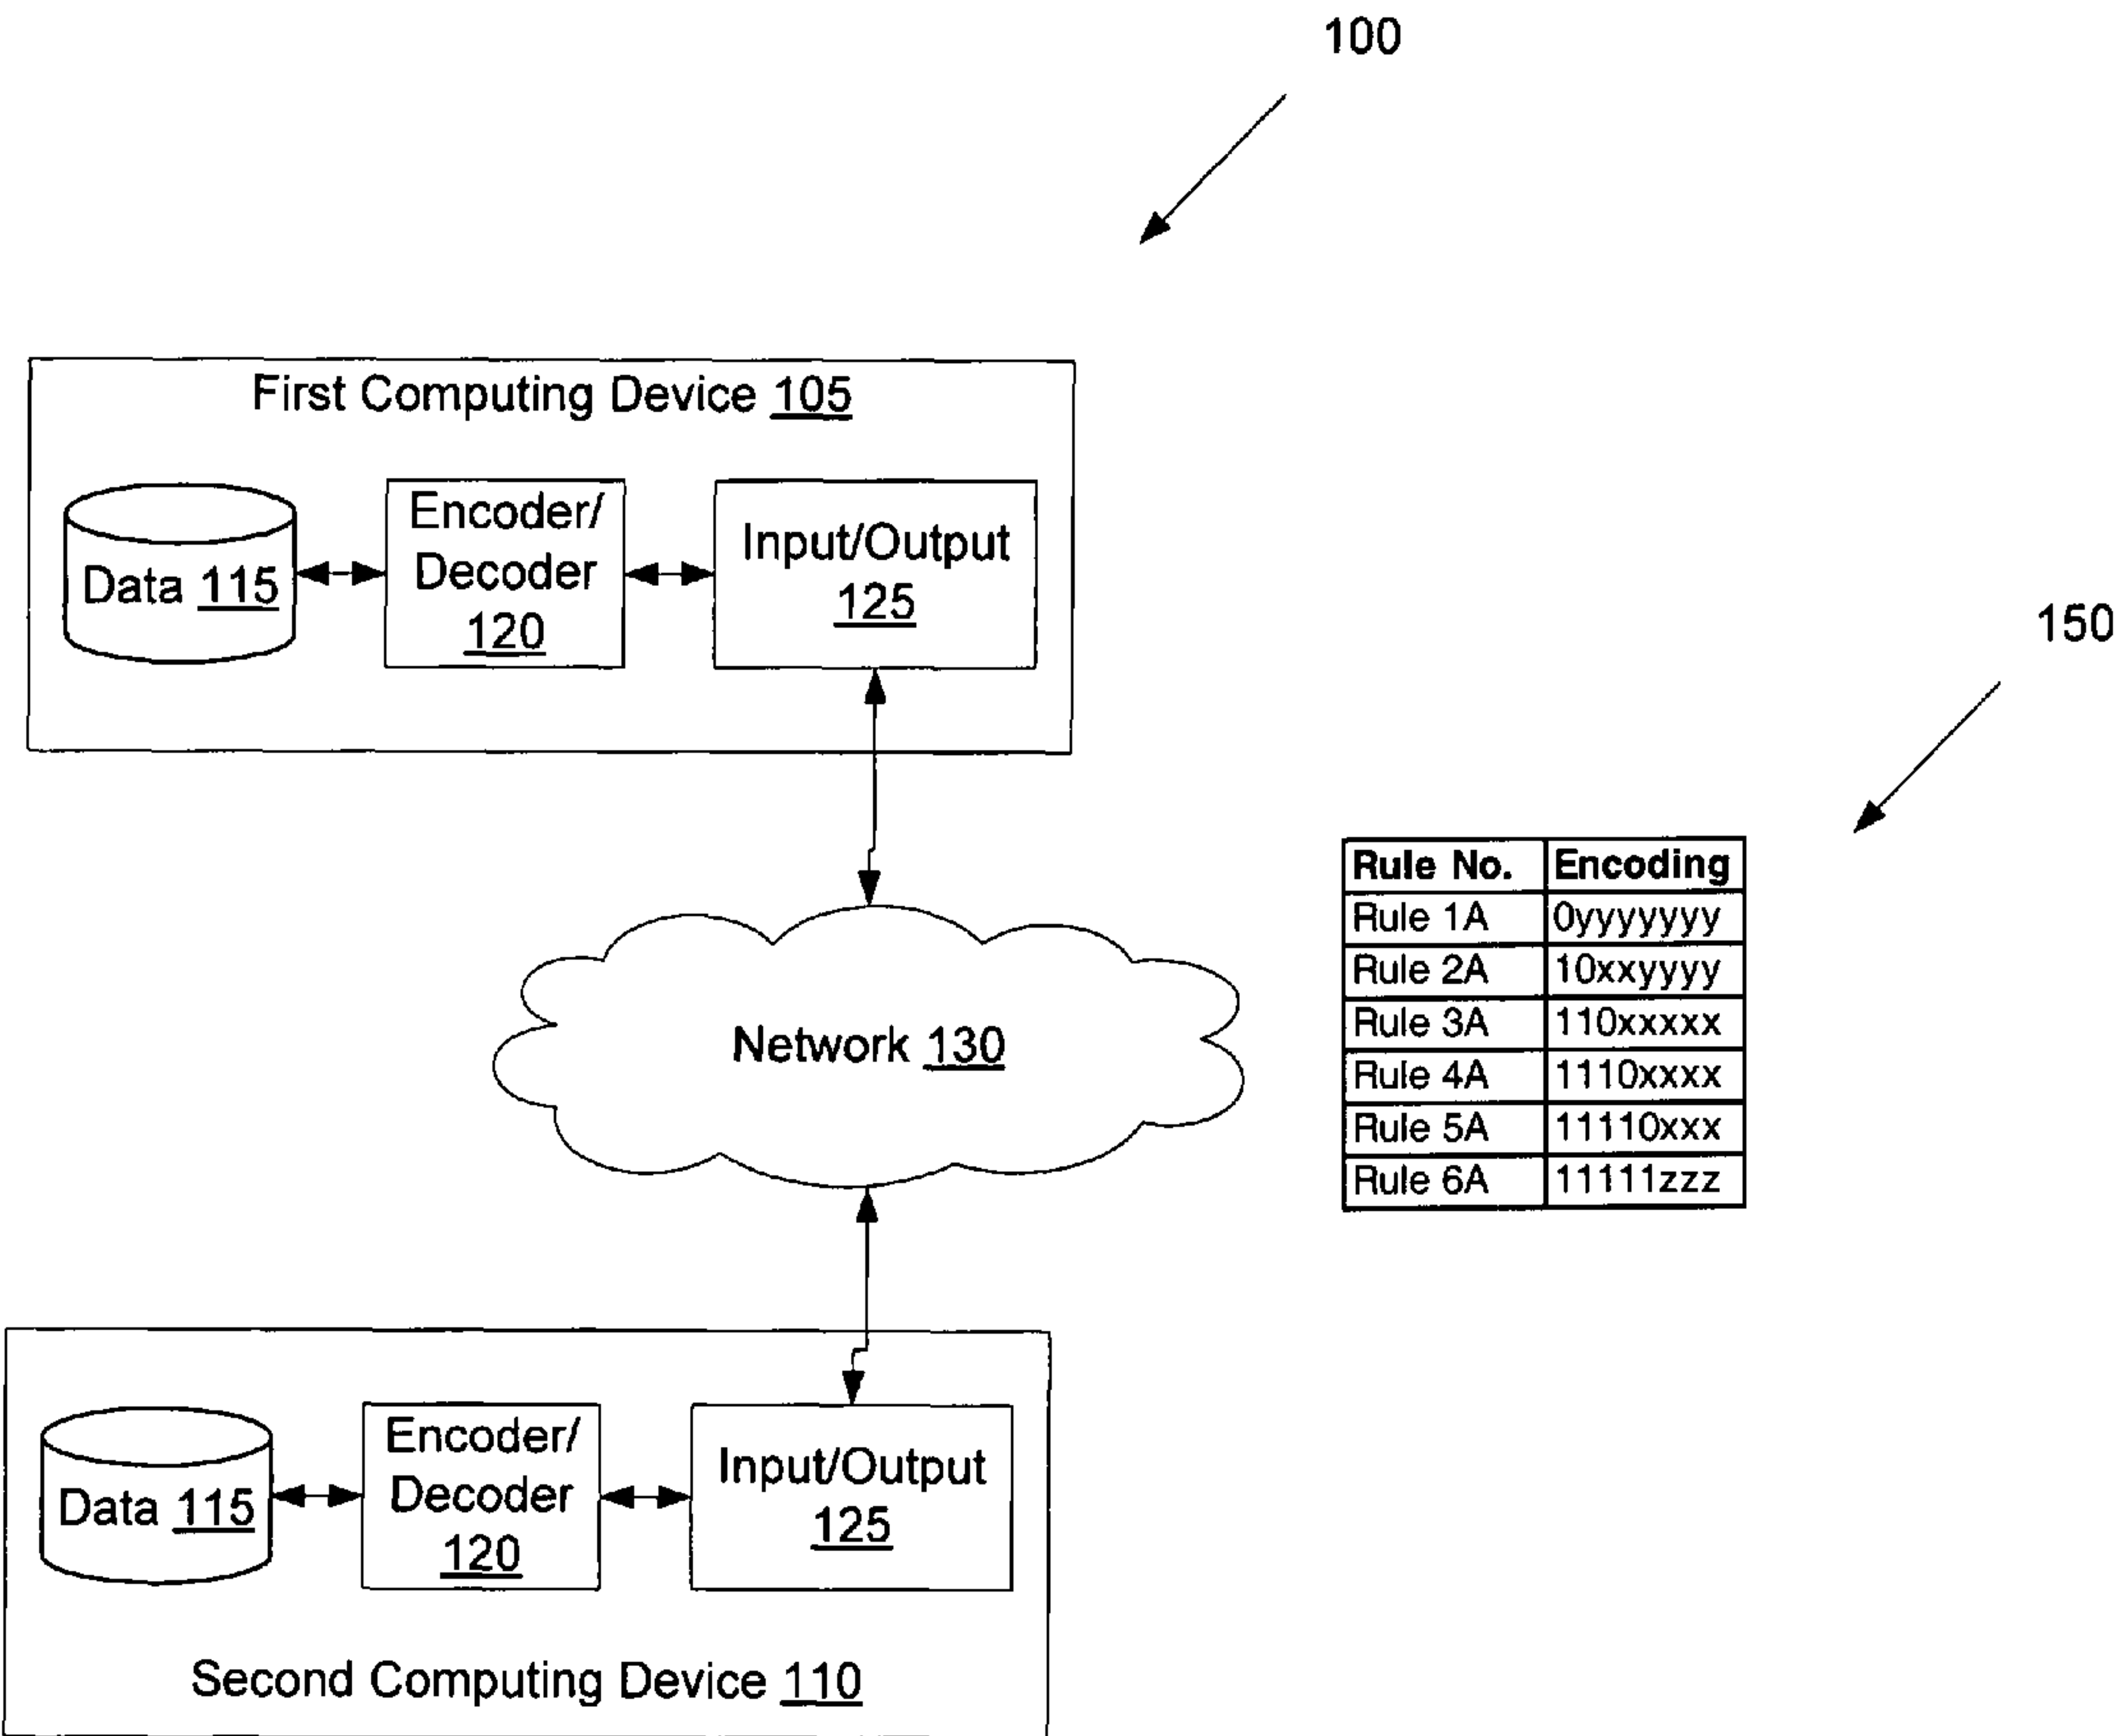 100
First Computing Device 105
Data 115
Encoder/
Decoder
120
Input/Output
125
150
Rule No. Encoding
Rule 1A 0yyyyyyy
Rule 2A 10xxyyyy
Rule 3A 110xxxxx
Rule 4A 1110xxxx
Rule 5A 11110xxx
Rule 6A 11111zzz
Network 130
Data 115
Encoder/
Decoder
120
Input/Output
125
Second Computing Device 110